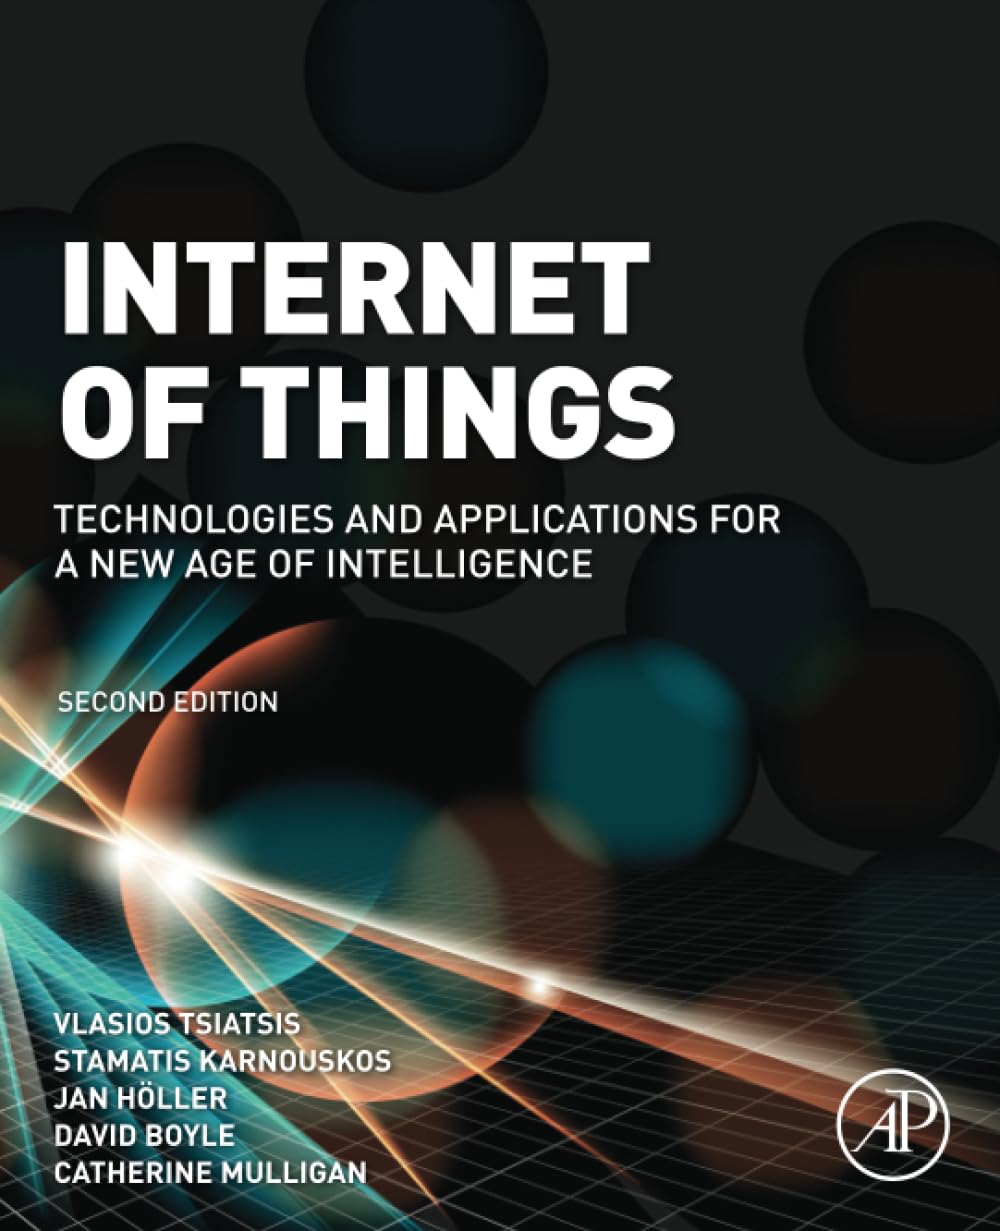 INTERNET
OF THINGS
TECHNOLOGIES AND APPLICATIONS FOR
A NEW AGE OF INTELLIGENCE
SECOND EDITION
VLASIOS TSIATSIS
STAMATIS KARNOUSKOS
JAN HÖLLER
DAVID BOYLE
CATHERINE MULLIGAN
AP